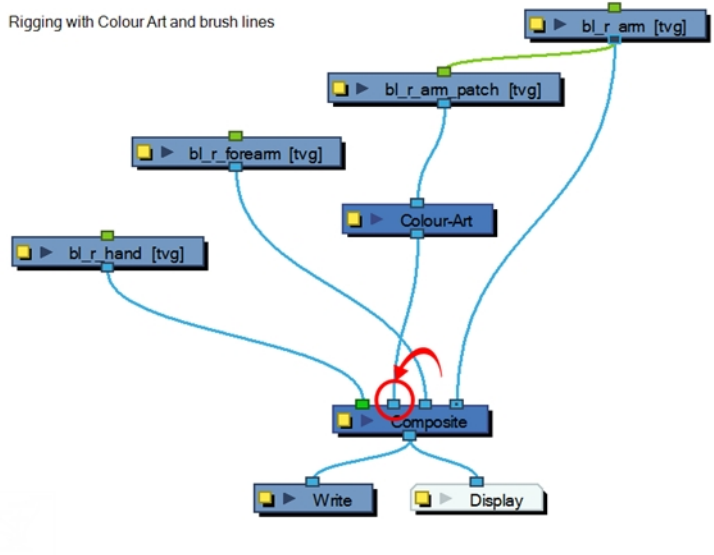 Rigging with Colour Art and brush lines
bl_r_arm [tvg]
bl_r_arm_patch [tvg]
bl_r_forearm [tvg]
Colour-Art
bl_r_hand [tvg]
Composite
Write
Display